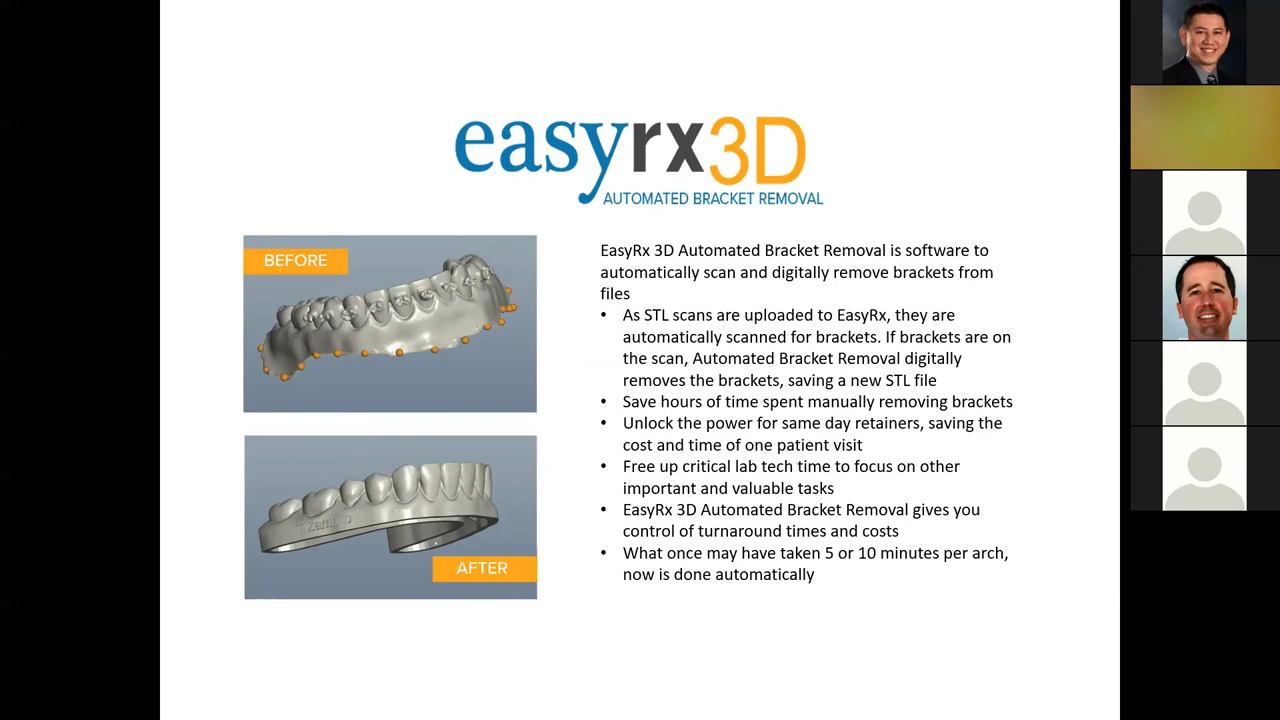 easyrx3D
AUTOMATED BRACKET REMOVAL
BEFORE
AFTER
EasyRx 3D Automated Bracket Removal is software to
automatically scan and digitally remove brackets from
files
• As STL scans are uploaded to EasyRx, they are
automatically scanned for brackets. If brackets are on
the scan, Automated Bracket Removal digitally
removes the brackets, saving a new STL file
• Save hours of time spent manually removing brackets
• Unlock the power for same day retainers, saving the
cost and time of one patient visit
• Free up critical lab tech time to focus on other
important and valuable tasks
• EasyRx 3D Automated Bracket Removal gives you
control of turnaround times and costs
• What once may have taken 5 or 10 minutes per arch,
now is done automatically